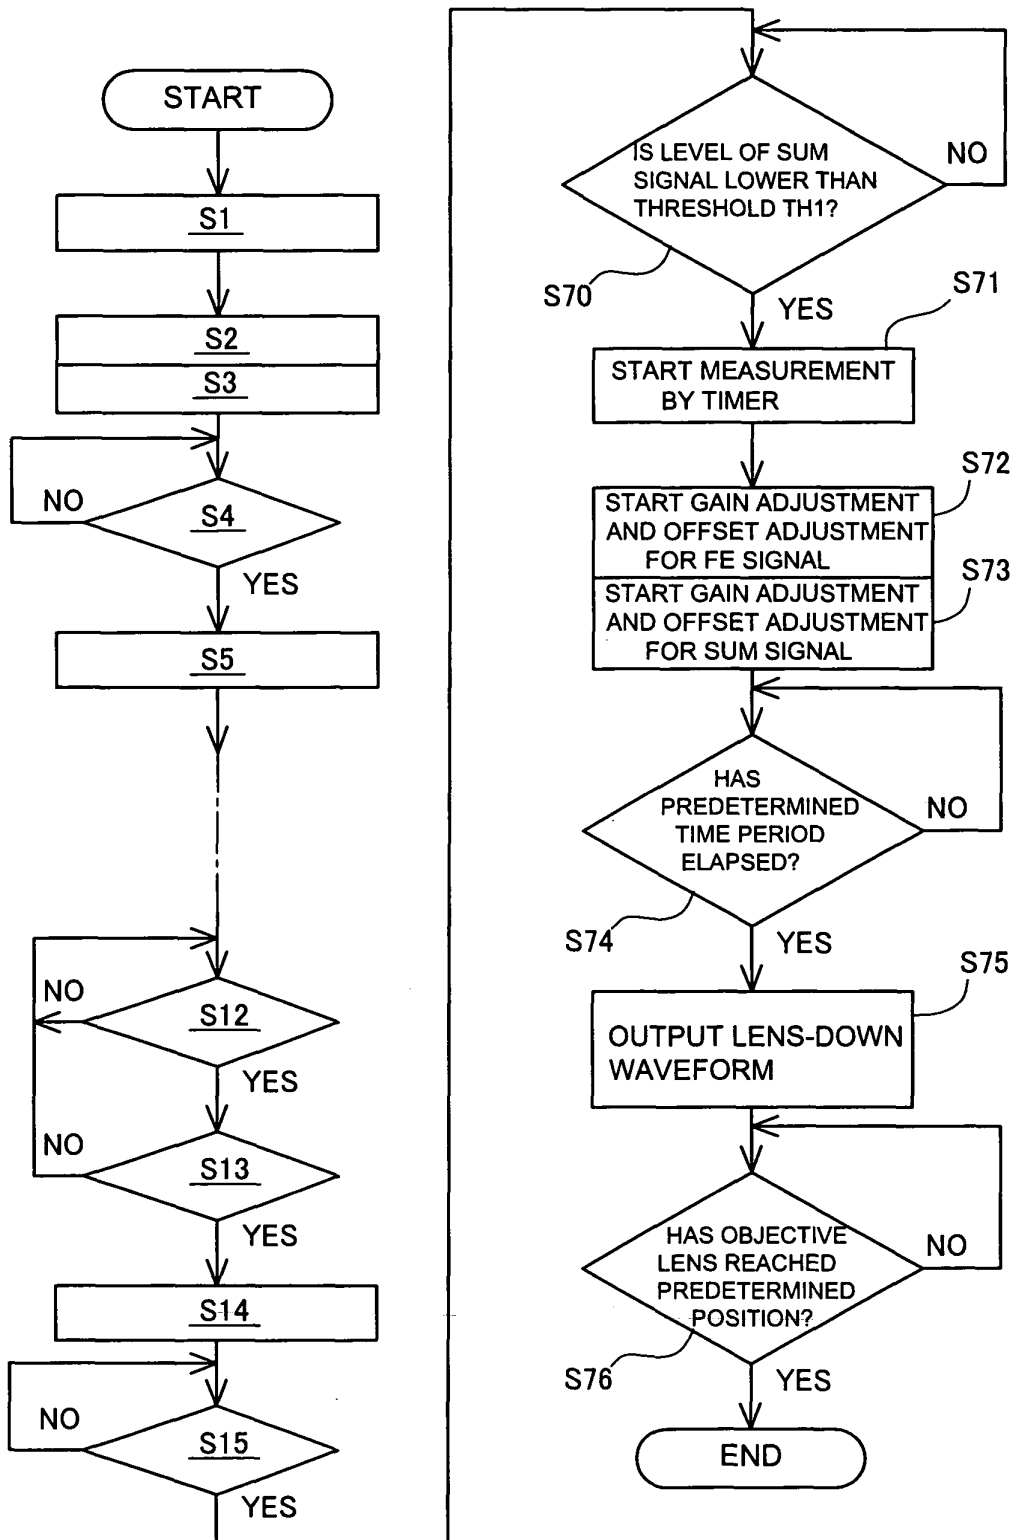 START
S1
S2
S3
NO
S4
YES
S5
NO
S12
YES
NO
S13
YES
S14
NO
S15
YES
IS LEVEL OF SUM
SIGNAL LOWER THAN
THRESHOLD TH1?
NO
S70
YES
S71
START MEASUREMENT
BY TIMER
S72
START GAIN ADJUSTMENT
AND OFFSET ADJUSTMENT
FOR FE SIGNAL
S73
START GAIN ADJUSTMENT
AND OFFSET ADJUSTMENT
FOR SUM SIGNAL
HAS
PREDETERMINED
TIME PERIOD
ELAPSED?
NO
S74
YES
S75
OUTPUT LENS-DOWN
WAVEFORM
HAS OBJECTIVE
LENS REACHED
PREDETERMINED
POSITION?
NO
S76
YES
END